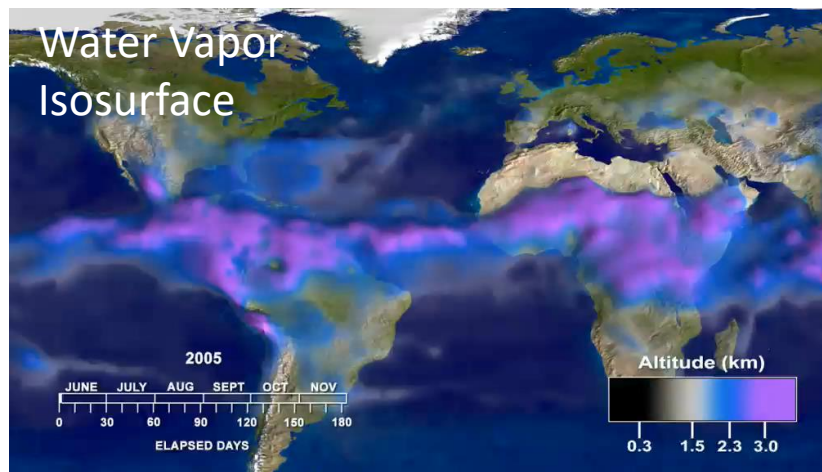 Water Vapor
Isosurface
2005
JUNE JULY AUG SEPT OCT NOV
0 30 60 90 120 150 180
ELAPSED DAYS
Altitude (km)
0.3 1.5 2.3 3.0